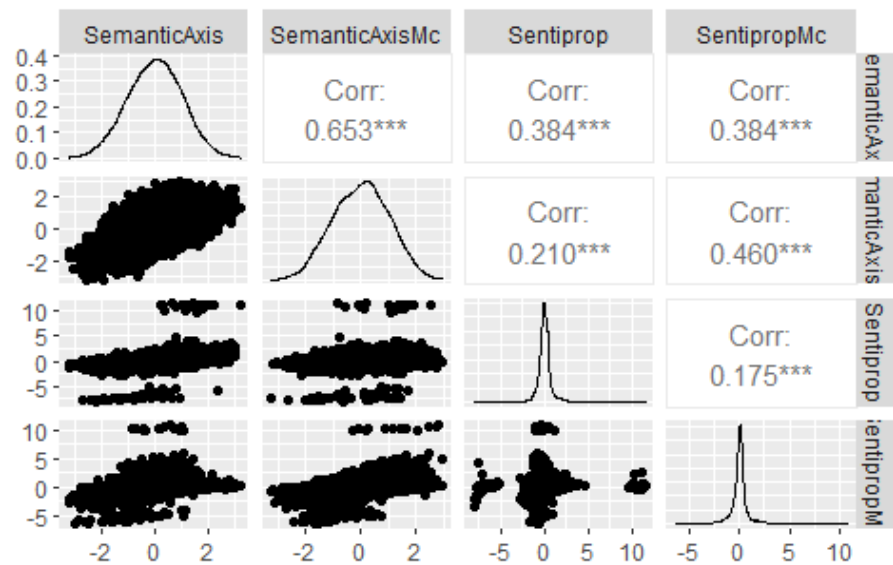 SemanticAxis SemanticAxisMc Sentiprop SentipropMc
0.4
0.3
0.2
0.1
0.0
Corr:
0.653***
Corr:
0.384***
Corr:
0.384***
emanticAx
2
0
-2
Corr:
0.210***
Corr:
0.460***
manticAxis
10
5
0
-5
Corr:
0.175***
Sentiprop
10
5
0
-5
entipropM
-2 0 2 -2 0 2 -5 0 5 10 -5 0 5 10